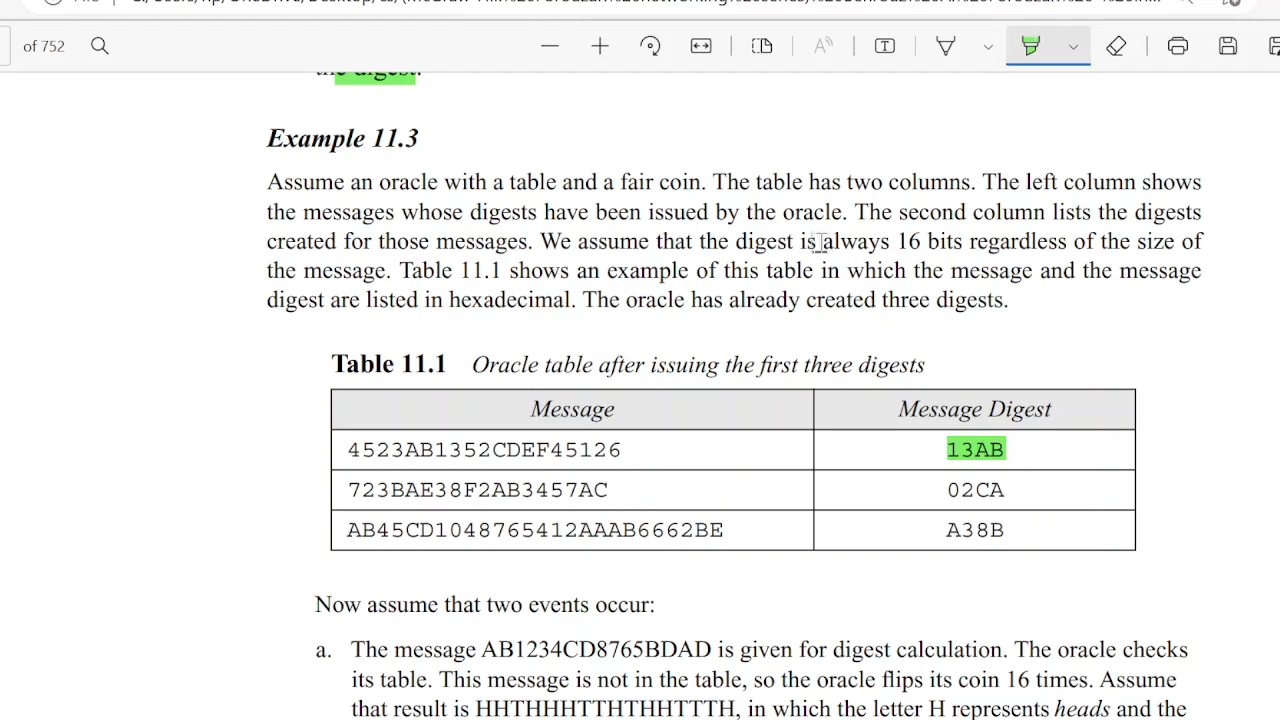 of 752
the digest.
Example 11.3
Assume an oracle with a table and a fair coin. The table has two columns. The left column shows
the messages whose digests have been issued by the oracle. The second column lists the digests
created for those messages. We assume that the digest is always 16 bits regardless of the size of
the message. Table 11.1 shows an example of this table in which the message and the message
digest are listed in hexadecimal. The oracle has already created three digests.
Table 11.1 Oracle table after issuing the first three digests
Message Message Digest
4523AB1352CDEF45126 13AB
723BAE38F2AB3457AC 02CA
AB45CD1048765412AAAB6662BE A38B
Now assume that two events occur:
a. The message AB1234CD8765BDAD is given for digest calculation. The oracle checks
its table. This message is not in the table, so the oracle flips its coin 16 times. Assume
that result is HHTHHHTTHTHHTTTH, in which the letter H represents heads and the